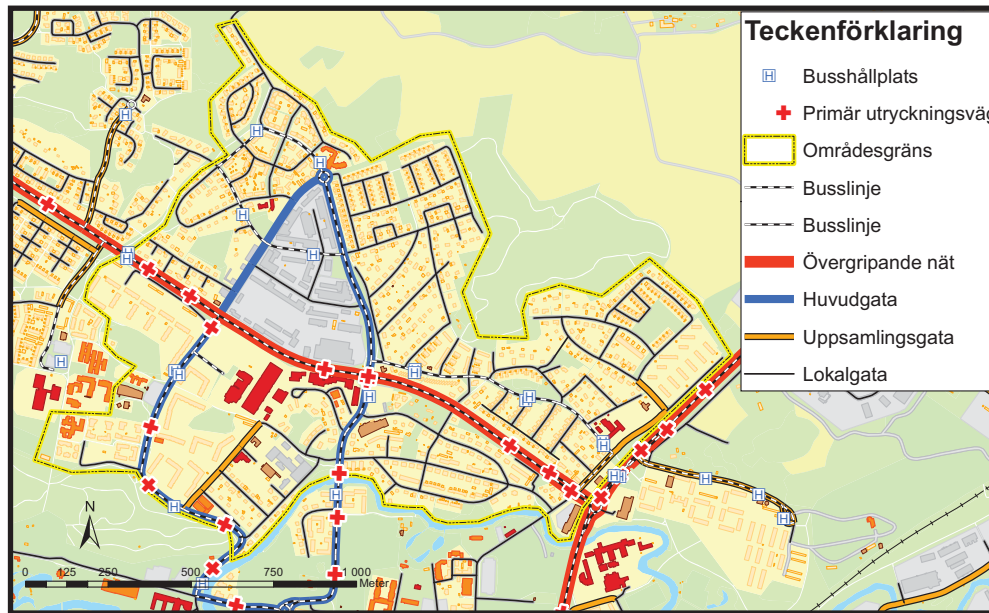 Teckenförklaring
H Busshållplats
Primär utryckningsväg
Områdesgräns
Busslinje
Busslinje
Övergripande nät
Huvudgata
Uppsamlingsgata
Lokalgata
N
0 125 250 500 750 1 000
Meter